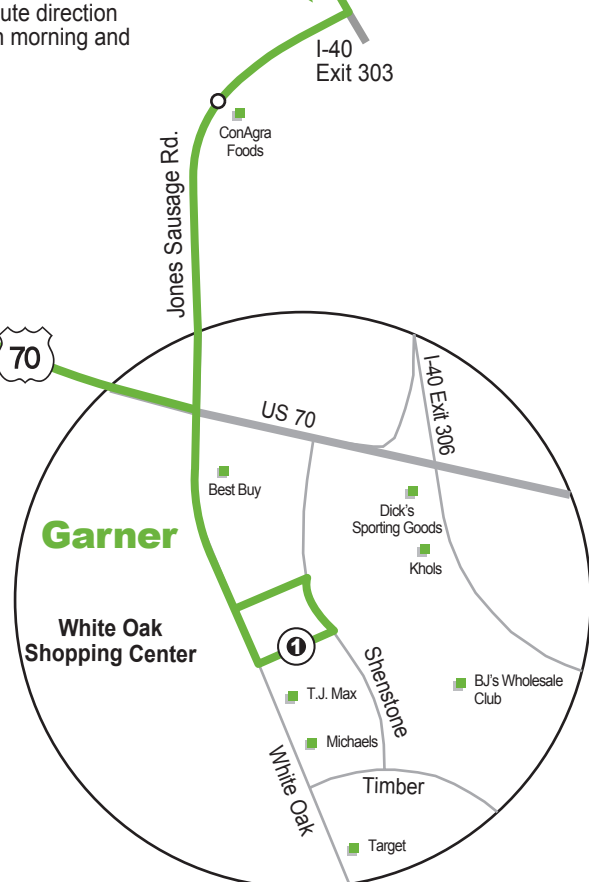 ute direction
n morning and
I-40
Exit 303
ConAgra
Foods
Jones Sausage Rd.
70
US 70
I-40 Exit 306
Best Buy
Dick's
Sporting Goods
Khols
Garner
White Oak
Shopping Center
1
Shenstone
BJ's Wholesale
Club
T.J. Max
Michaels
White Oak
Timber
Target